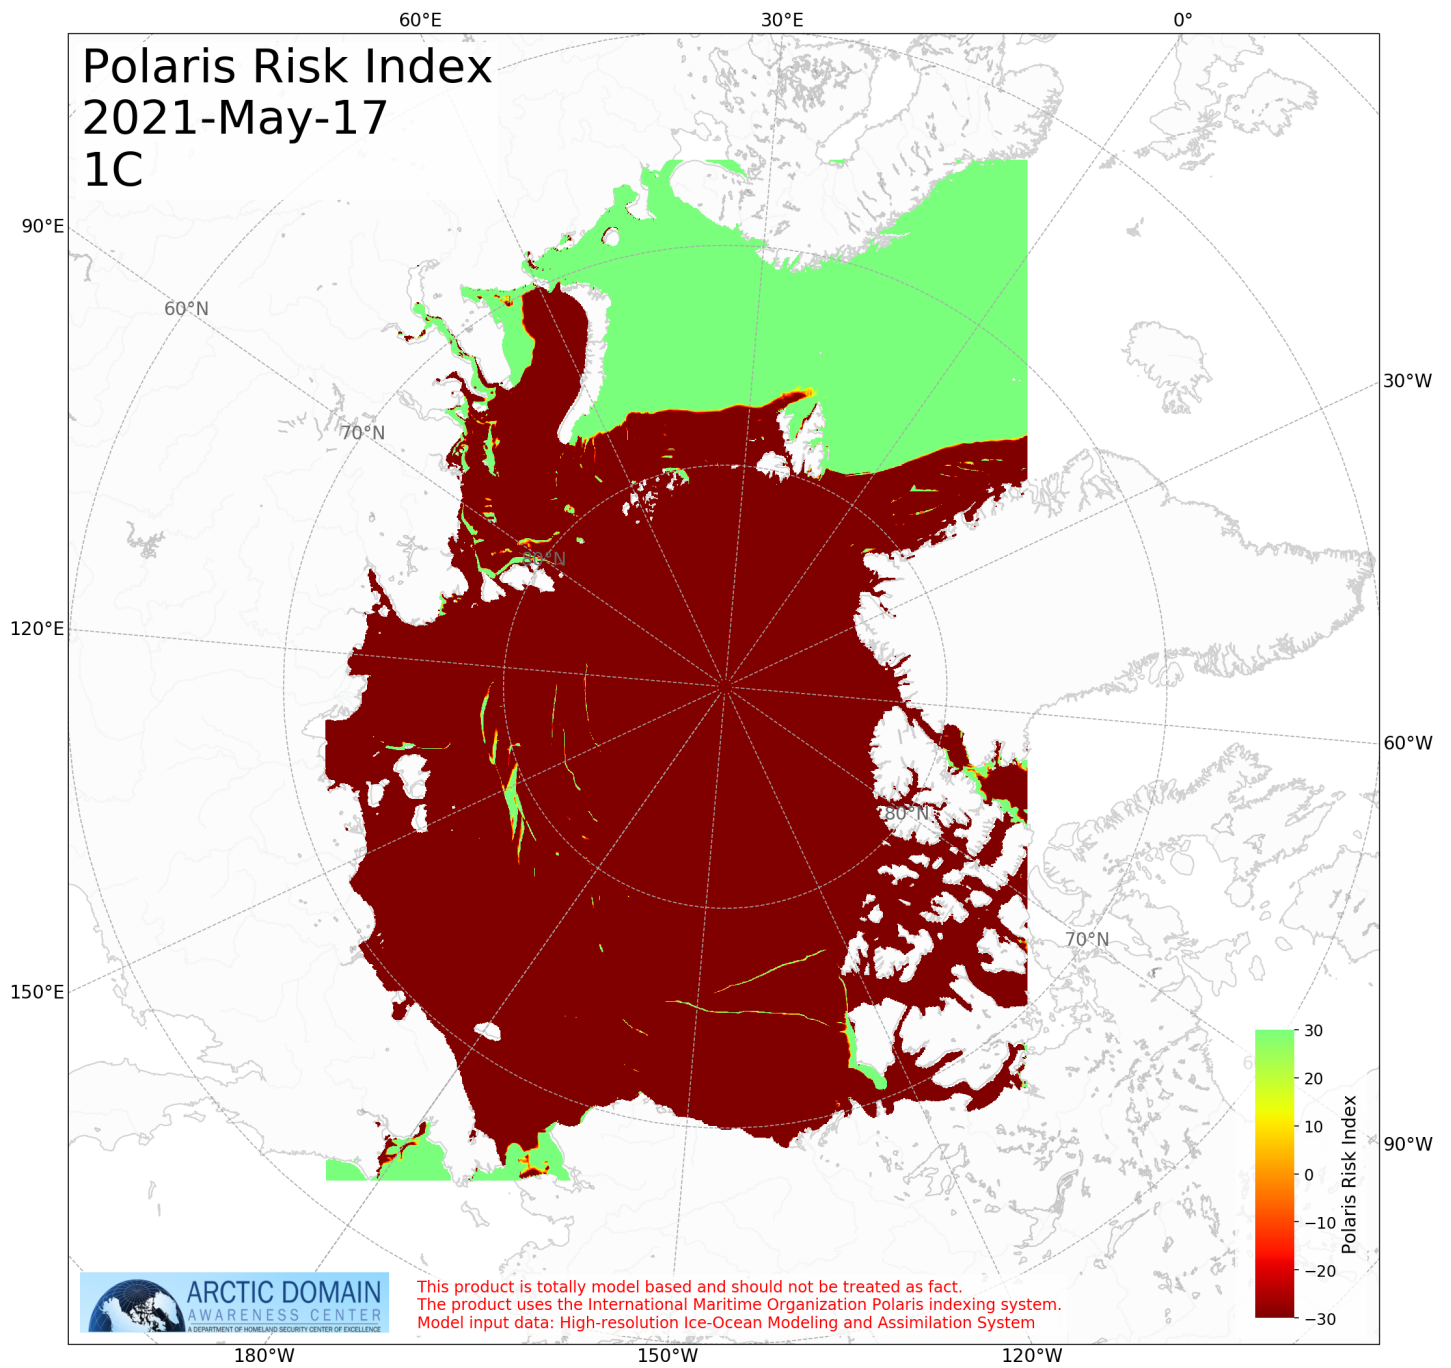 60°E
30°E
0°
Polaris Risk Index
2021-May-17
1C
90°E
60°N
30°W
70°N
80°N
120°E
60°W
80°N
70°N
150°E
30
20
10
0
−10
−20
−30
Polaris Risk Index
90°W
ARCTIC DOMAIN
AWARENESS CENTER
A DEPARTMENT OF HOMELAND SECURITY CENTER OF EXCELLENCE
This product is totally model based and should not be treated as fact.
The product uses the International Maritime Organization Polaris indexing system.
Model input data: High-resolution Ice-Ocean Modeling and Assimilation System
180°W
150°W
120°W